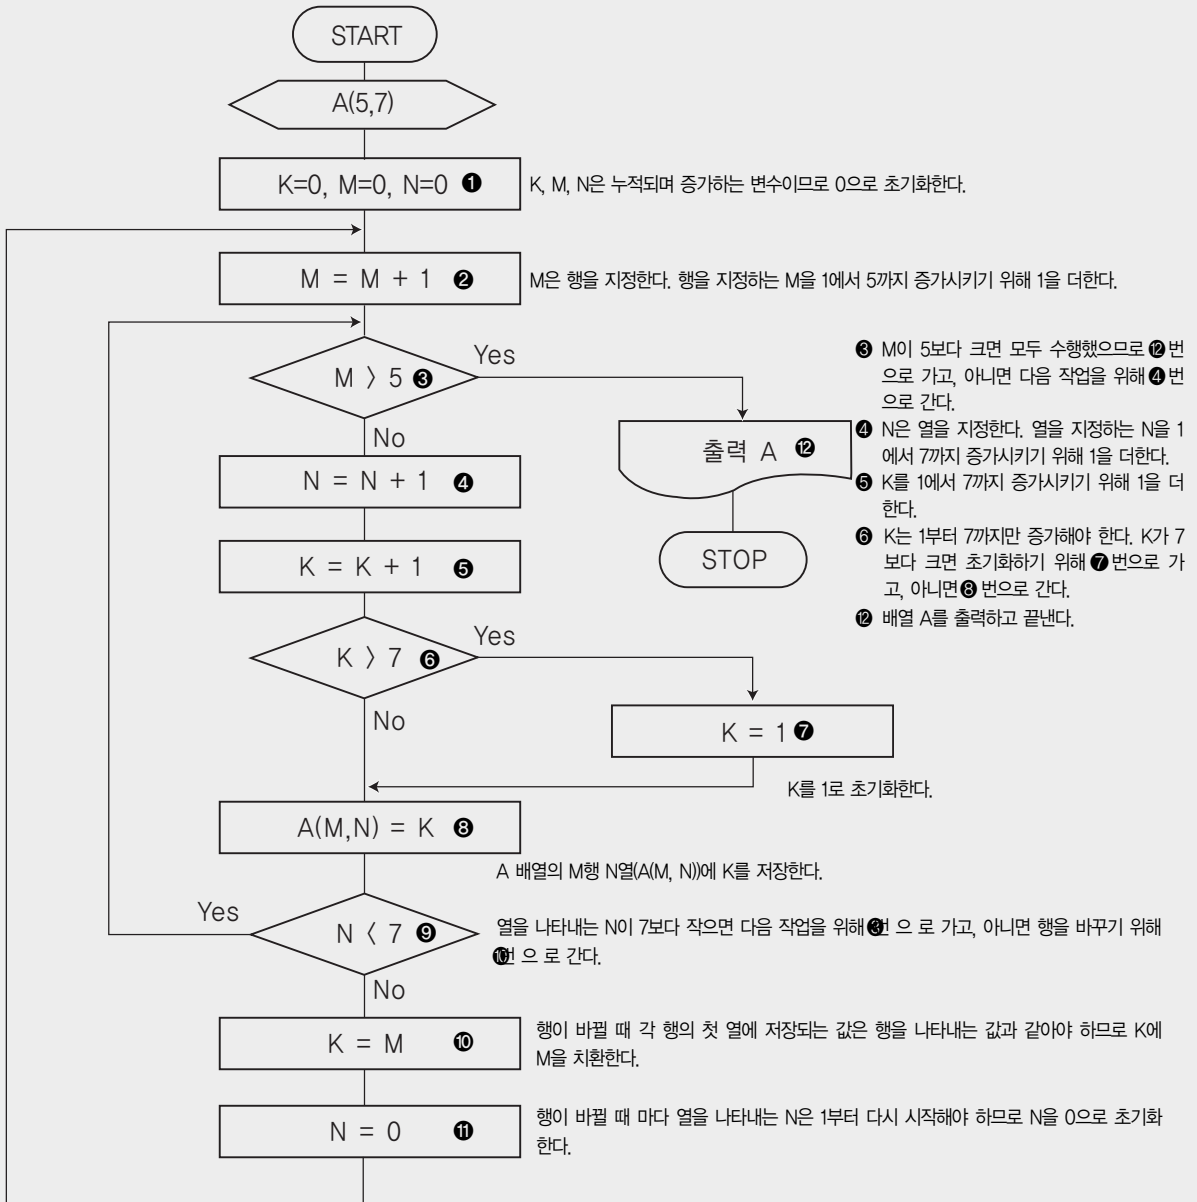 START
A(5,7)
K=0, M=0, N=0 ❶
K, M, N은 누적되며 증가하는 변수이므로 0으로 초기화한다.
M = M + 1 ❷
M은 행을 지정한다. 행을 지정하는 M을 1에서 5까지 증가시키기 위해 1을 더한다.
M 〉 5 ❸
Yes
No
출력 A ⓬
STOP
❸ M이 5보다 크면 모두 수행했으므로 ⓬번
으로 가고, 아니면 다음 작업을 위해 ❹번
으로 간다.
❹ N은 열을 지정한다. 열을 지정하는 N을 1
에서 7까지 증가시키기 위해 1을 더한다.
❺ K를 1에서 7까지 증가시키기 위해 1을 더
한다.
❻ K는 1부터 7까지만 증가해야 한다. K가 7
보다 크면 초기화하기 위해 ❼번으로 가
고, 아니면 ❽번으로 간다.
⓬ 배열 A를 출력하고 끝낸다.
N = N + 1 ❹
K = K + 1 ❺
K 〉 7 ❻
Yes
No
K = 1 ❼
K를 1로 초기화한다.
A(M,N) = K ❽
A 배열의 M행 N열(A(M, N))에 K를 저장한다.
Yes
N 〈 7 ❾
No
열을 나타내는 N이 7보다 작으면 다음 작업을 위해 ❸번 으 로 가고, 아니면 행을 바꾸기 위해
❿번 으 로 간다.
K = M ❿
행이 바뀔 때 각 행의 첫 열에 저장되는 값은 행을 나타내는 값과 같아야 하므로 K에
M을 치환한다.
N = 0 ⓫
행이 바뀔 때 마다 열을 나타내는 N은 1부터 다시 시작해야 하므로 N을 0으로 초기화
한다.